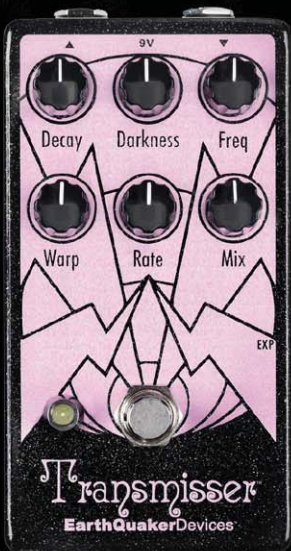 9V
Decay Darkness Freq
Warp Rate Mix
EXP
Transmisser
EarthQuakerDevices